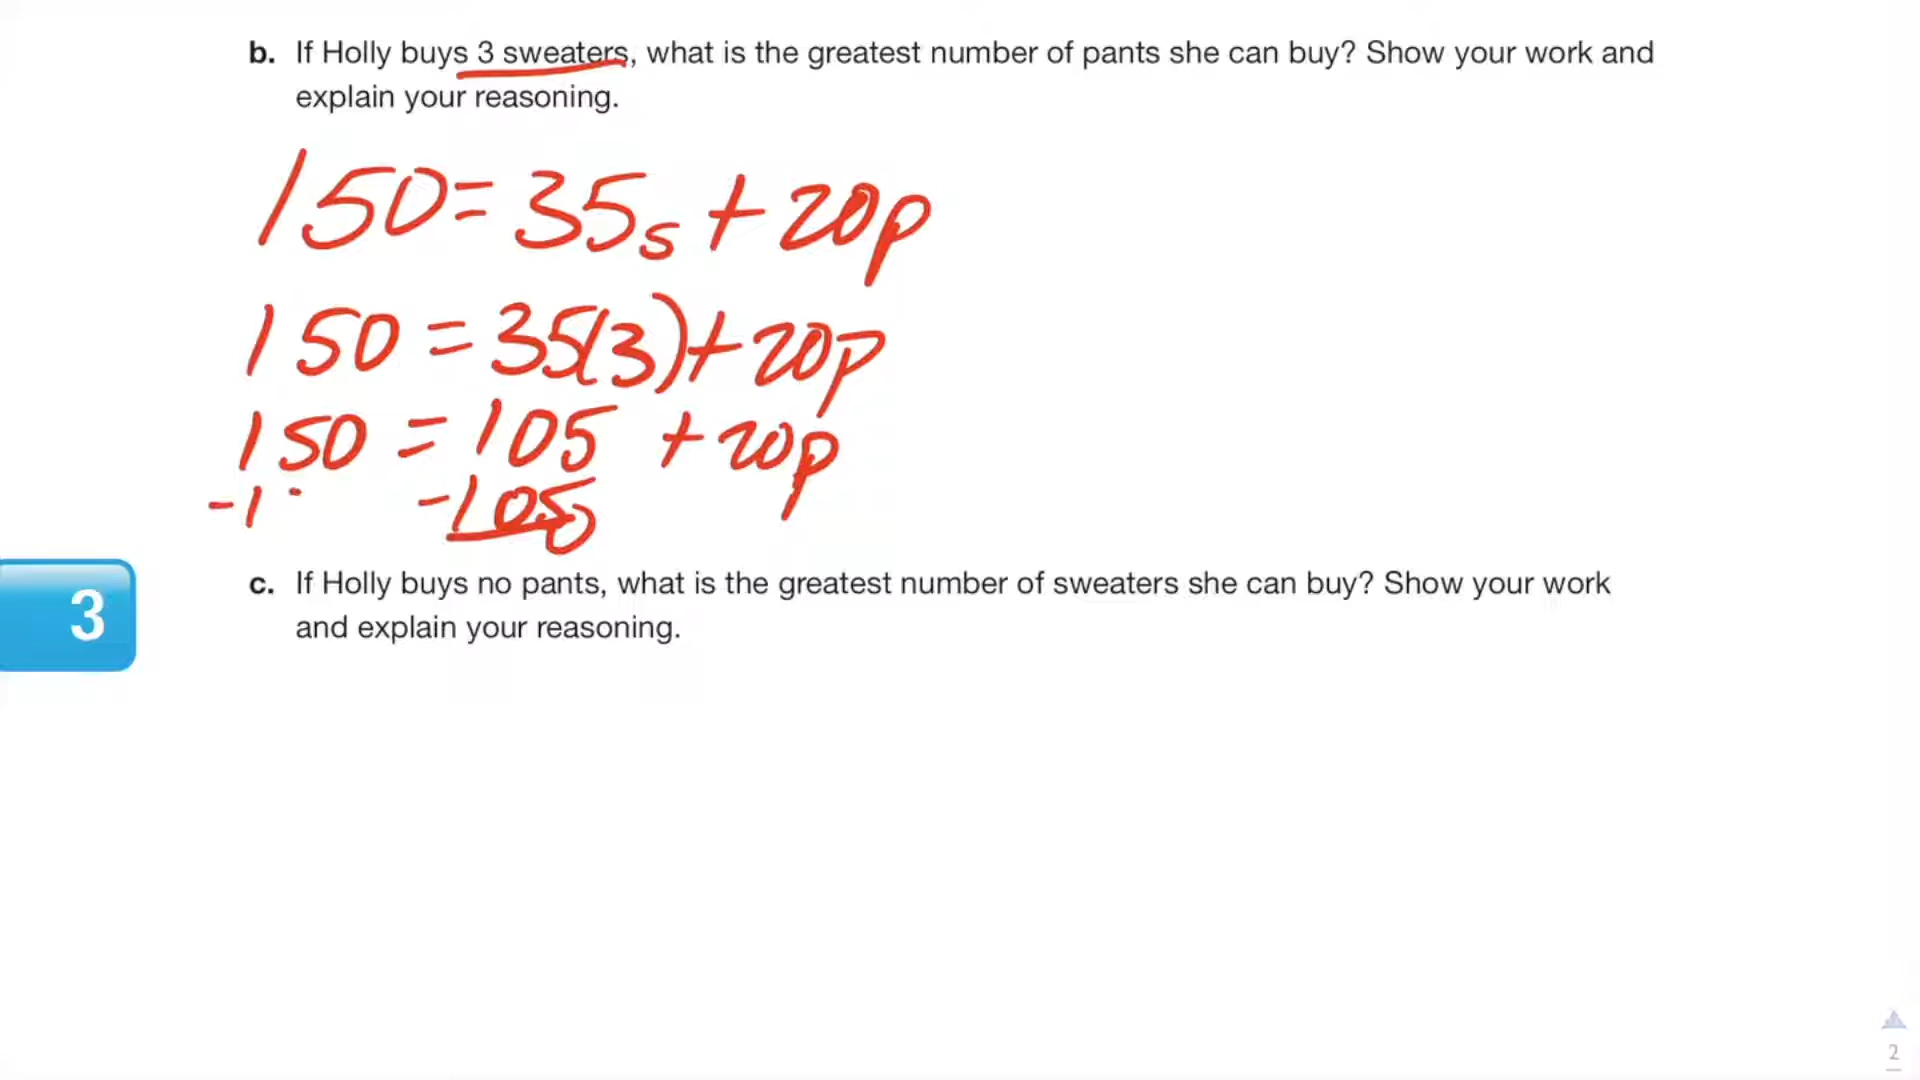 b. If Holly buys 3 sweaters, what is the greatest number of pants she can buy? Show your work and
explain your reasoning.
150 = 35s + 20p
150 = 35(3) + 20p
150 = 105 + 20p
-1 -105
0
3
c. If Holly buys no pants, what is the greatest number of sweaters she can buy? Show your work
and explain your reasoning.
2